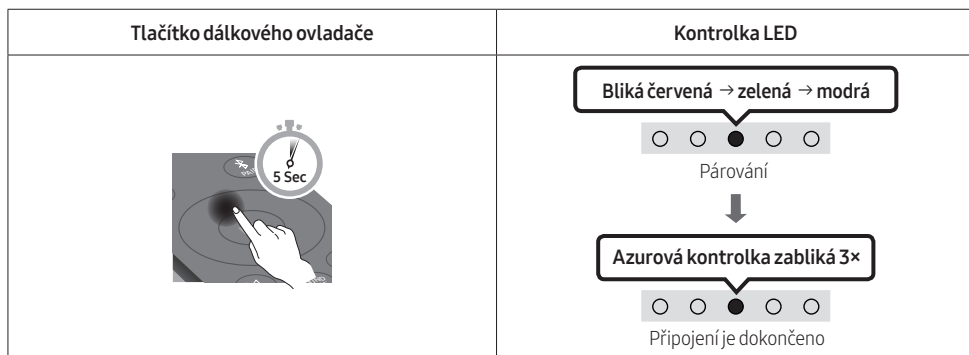 Tlačítko dálkového ovladače
Kontrolka LED
5 Sec
Bliká červená → zelená → modrá
Párování
Azurová kontrolka zabliká 3×
Připojení je dokončeno